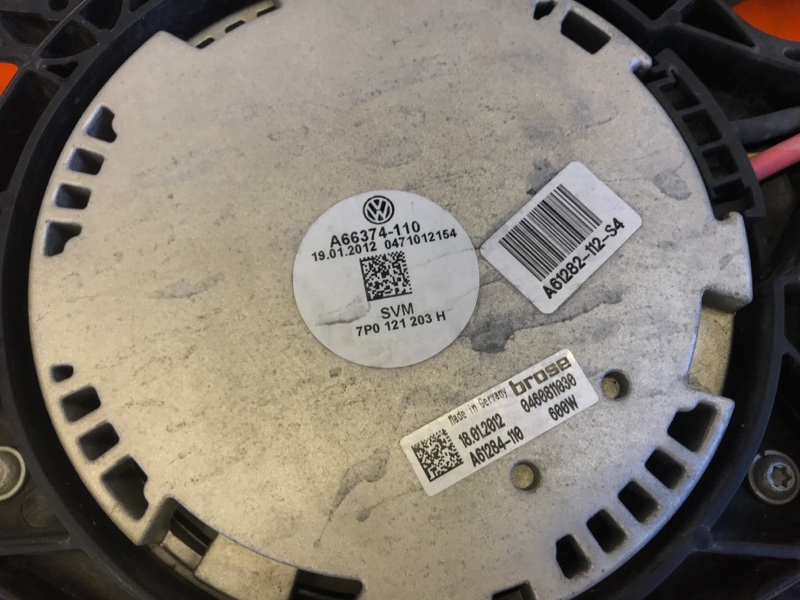 A66374-110
19.01.2012 0471012154
SVM
7P0 121 203 H
A61282-112-S4
Made in Germany brose
18.01.2012 0460811030
A61284-110 600W